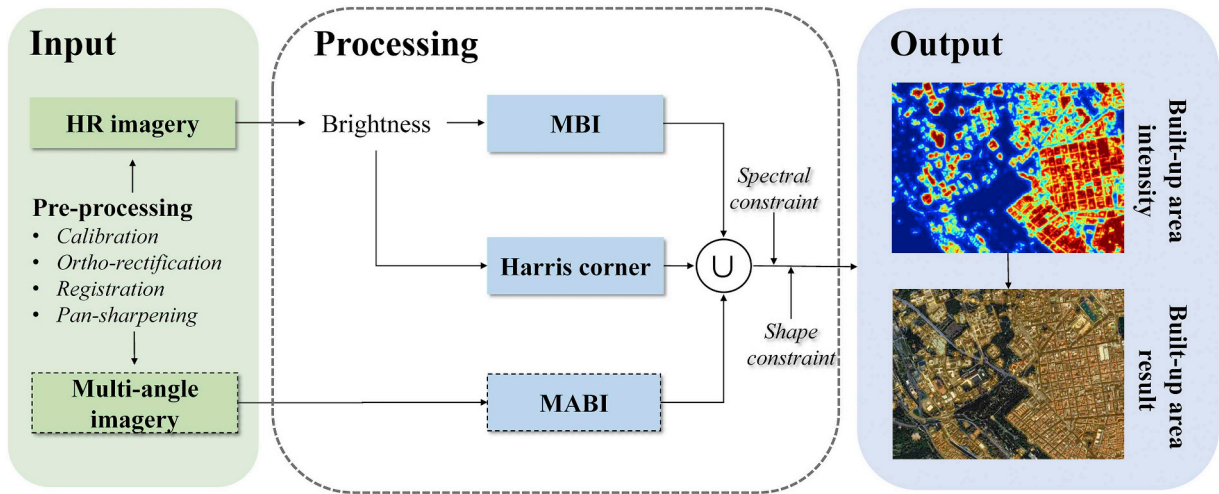 Input
HR imagery
Pre-processing
• Calibration
• Ortho-rectification
• Registration
• Pan-sharpening
Multi-angle
imagery
Processing
Brightness
MBI
Harris corner
MABI
∪
Spectral
constraint
Shape
constraint
Output
Built-up area
intensity
Built-up area
result